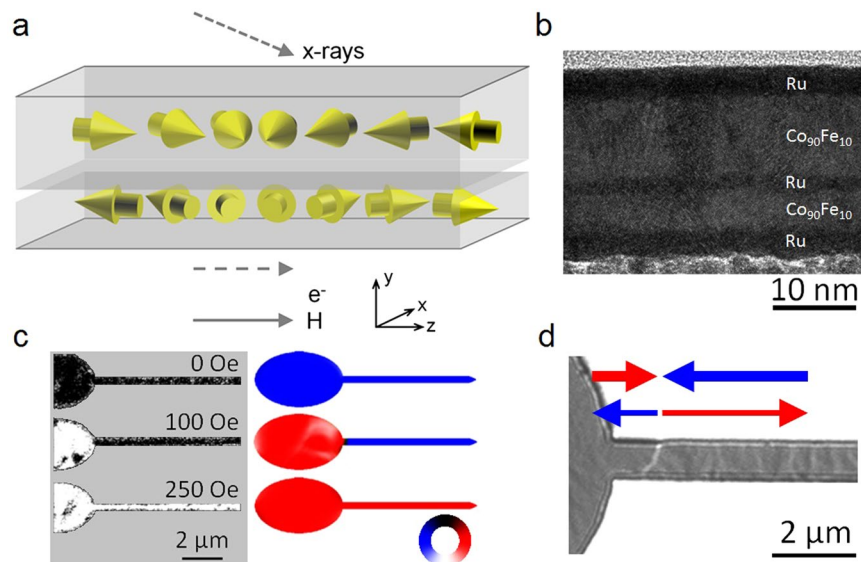 a
x-rays
e-
H
y
x
z
b
Ru
Co90Fe10
Ru
Co90Fe10
Ru
10 nm
c
0 Oe
100 Oe
250 Oe
2 μm
d
2 μm